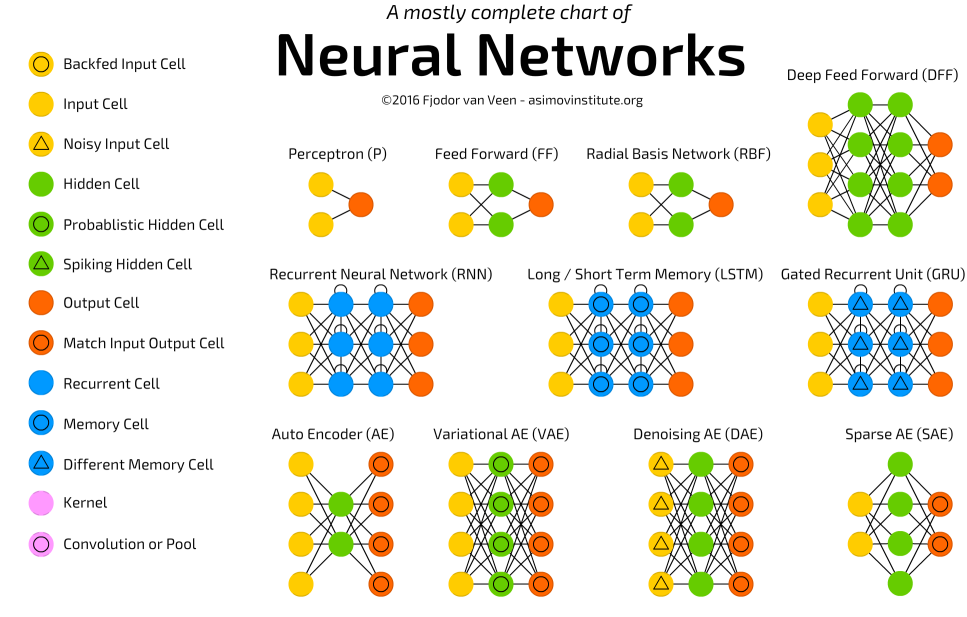 A mostly complete chart of
Neural Networks
©2016 Fjodor van Veen - asimovinstitute.org
Backfed Input Cell
Input Cell
Noisy Input Cell
Hidden Cell
Probablistic Hidden Cell
Spiking Hidden Cell
Output Cell
Match Input Output Cell
Recurrent Cell
Memory Cell
Different Memory Cell
Kernel
Convolution or Pool
Deep Feed Forward (DFF)
Perceptron (P)
Feed Forward (FF)
Radial Basis Network (RBF)
Recurrent Neural Network (RNN)
Long / Short Term Memory (LSTM)
Gated Recurrent Unit (GRU)
Auto Encoder (AE)
Variational AE (VAE)
Denoising AE (DAE)
Sparse AE (SAE)